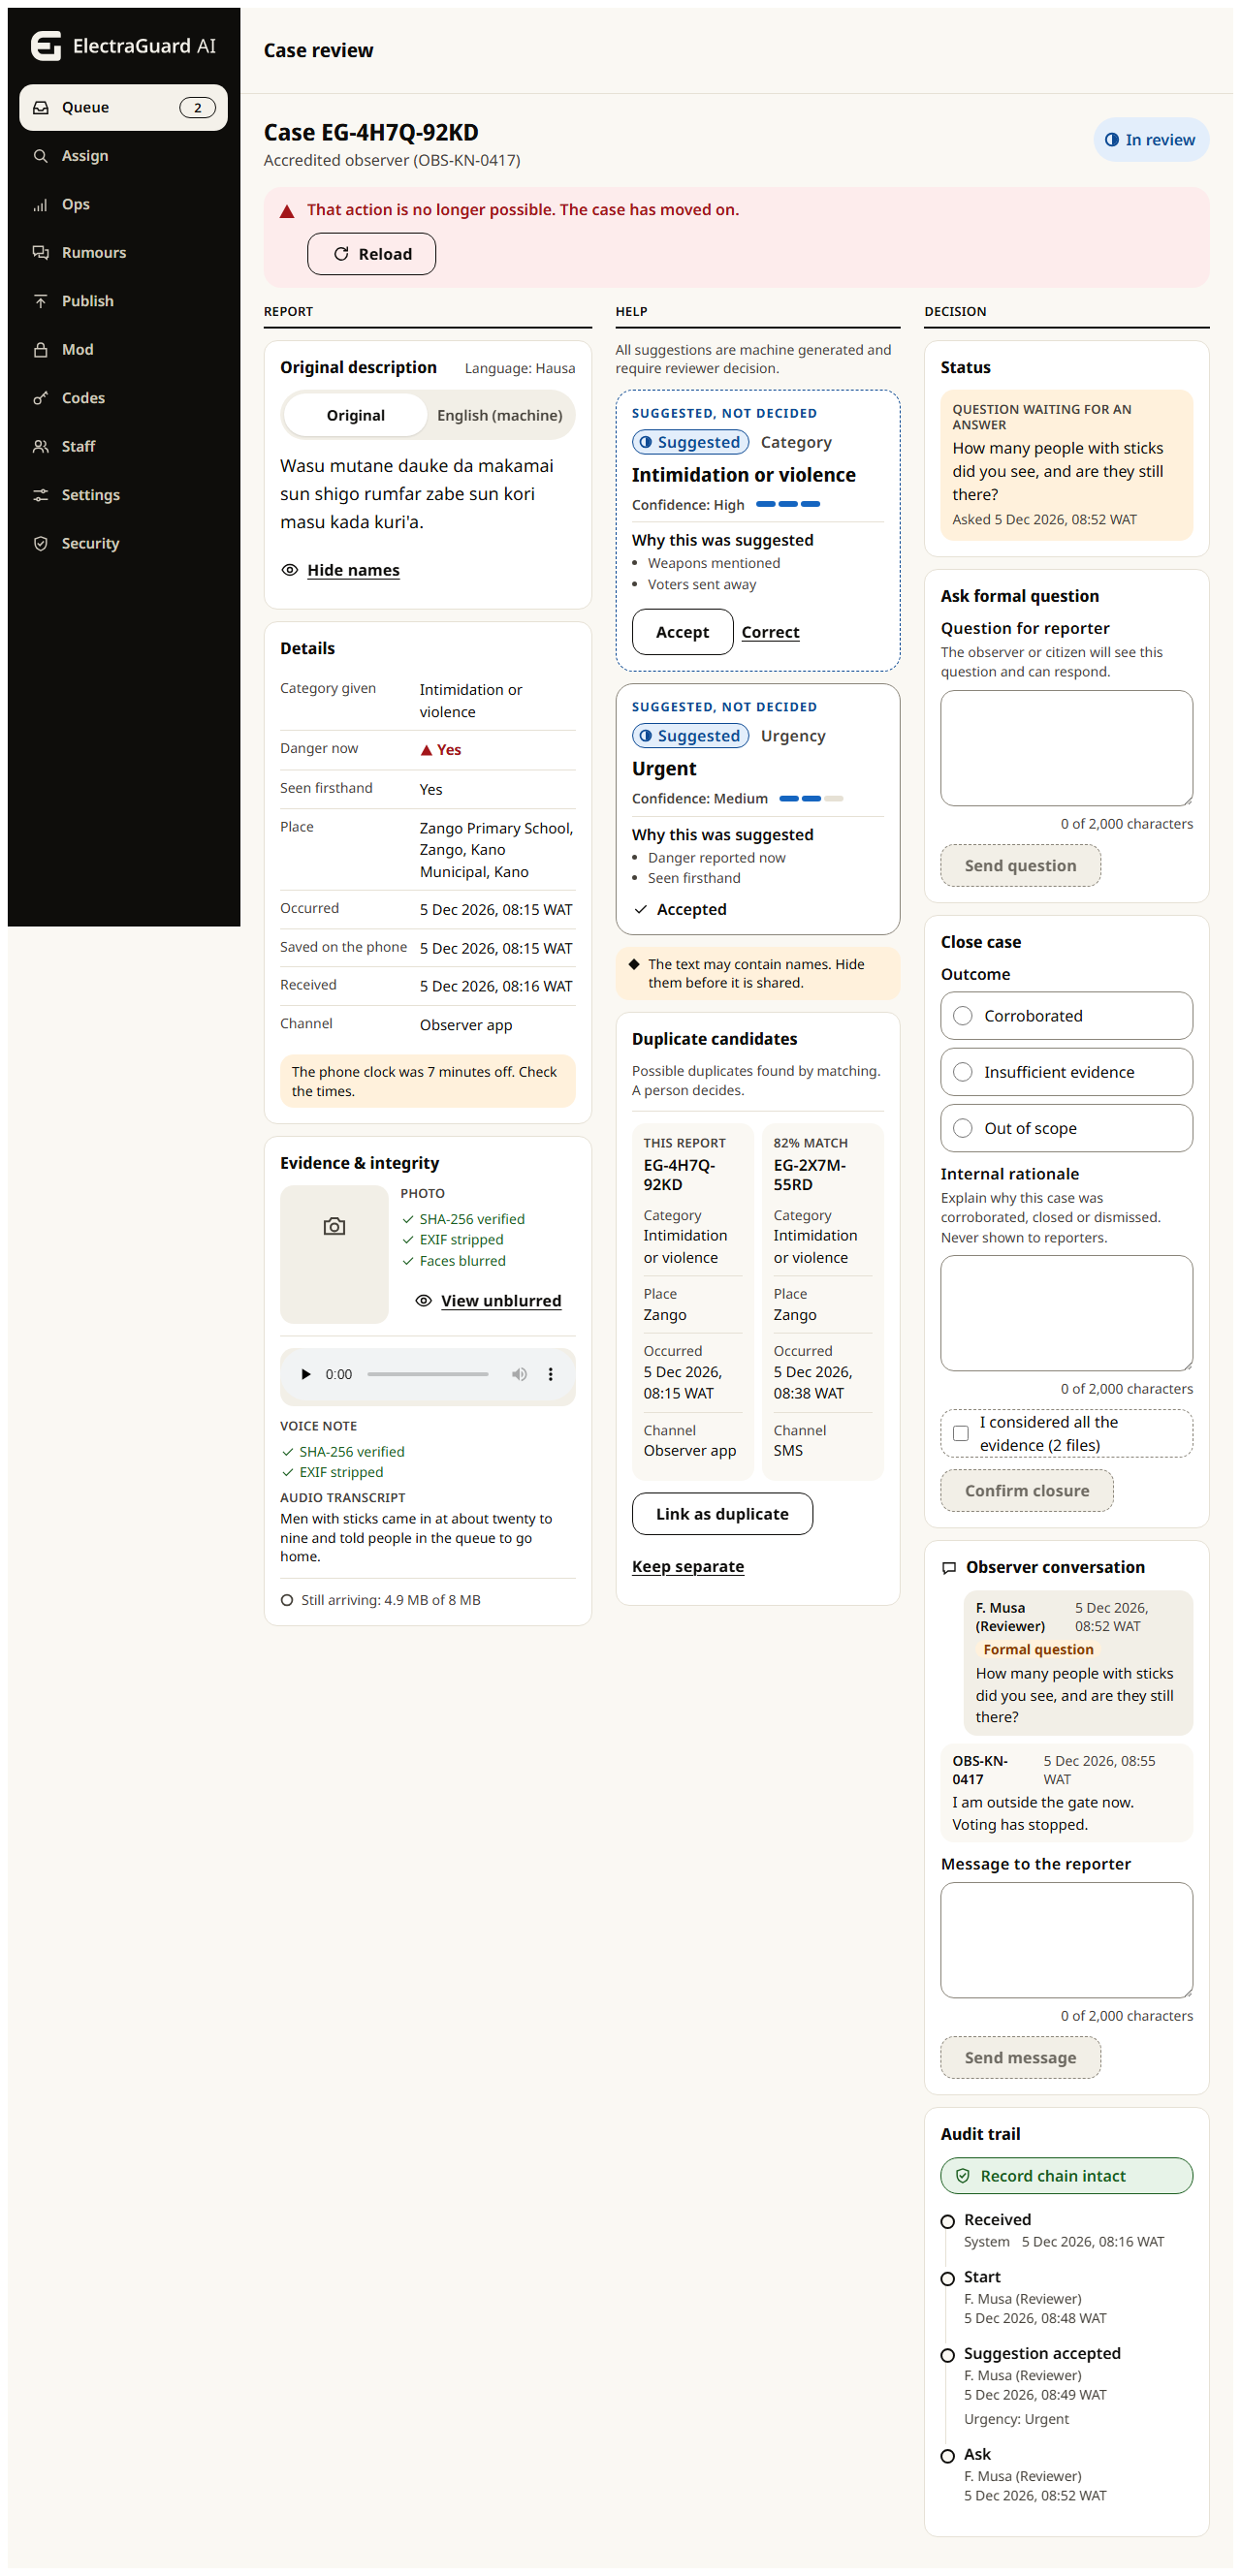 ElectraGuard AI
Queue
2
Assign
Ops
Rumours
Publish
Mod
Codes
Staff
Settings
Security
Case review
Case EG-4H7Q-92KD
Accredited observer (OBS-KN-0417)
In review
That action is no longer possible. The case has moved on.
Reload
REPORT
Original description
Language: Hausa
Original
English (machine)
Wasu mutane dauke da makamai
sun shigo rumfar zabe sun kori
masu kada kuri'a.
Hide names
Details
Category given
Intimidation or
violence
Danger now
Yes
Seen firsthand
Yes
Place
Zango Primary School,
Zango, Kano
Municipal, Kano
Occurred
5 Dec 2026, 08:15 WAT
Saved on the phone
5 Dec 2026, 08:15 WAT
Received
5 Dec 2026, 08:16 WAT
Channel
Observer app
The phone clock was 7 minutes off. Check
the times.
Evidence & integrity
PHOTO
SHA-256 verified
EXIF stripped
Faces blurred
View unblurred
0:00
VOICE NOTE
SHA-256 verified
EXIF stripped
AUDIO TRANSCRIPT
Men with sticks came in at about twenty to
nine and told people in the queue to go
home.
Still arriving: 4.9 MB of 8 MB
HELP
All suggestions are machine generated and
require reviewer decision.
SUGGESTED, NOT DECIDED
Suggested
Category
Intimidation or violence
Confidence: High
Why this was suggested
Weapons mentioned
Voters sent away
Accept
Correct
SUGGESTED, NOT DECIDED
Suggested
Urgency
Urgent
Confidence: Medium
Why this was suggested
Danger reported now
Seen firsthand
Accepted
The text may contain names. Hide
them before it is shared.
Duplicate candidates
Possible duplicates found by matching.
A person decides.
THIS REPORT
EG-4H7Q-
92KD
Category
Intimidation
or violence
Place
Zango
Occurred
5 Dec 2026,
08:15 WAT
Channel
Observer app
82% MATCH
EG-2X7M-
55RD
Category
Intimidation
or violence
Place
Zango
Occurred
5 Dec 2026,
08:38 WAT
Channel
SMS
Link as duplicate
Keep separate
DECISION
Status
QUESTION WAITING FOR AN
ANSWER
How many people with sticks
did you see, and are they still
there?
Asked 5 Dec 2026, 08:52 WAT
Ask formal question
Question for reporter
The observer or citizen will see this
question and can respond.
0 of 2,000 characters
Send question
Close case
Outcome
Corroborated
Insufficient evidence
Out of scope
Internal rationale
Explain why this case was
corroborated, closed or dismissed.
Never shown to reporters.
0 of 2,000 characters
I considered all the
evidence (2 files)
Confirm closure
Observer conversation
F. Musa
(Reviewer)
5 Dec 2026,
08:52 WAT
Formal question
How many people with sticks
did you see, and are they still
there?
OBS-KN-
0417
5 Dec 2026, 08:55
WAT
I am outside the gate now.
Voting has stopped.
Message to the reporter
0 of 2,000 characters
Send message
Audit trail
Record chain intact
Received
System 5 Dec 2026, 08:16 WAT
Start
F. Musa (Reviewer)
5 Dec 2026, 08:48 WAT
Suggestion accepted
F. Musa (Reviewer)
5 Dec 2026, 08:49 WAT
Urgency: Urgent
Ask
F. Musa (Reviewer)
5 Dec 2026, 08:52 WAT